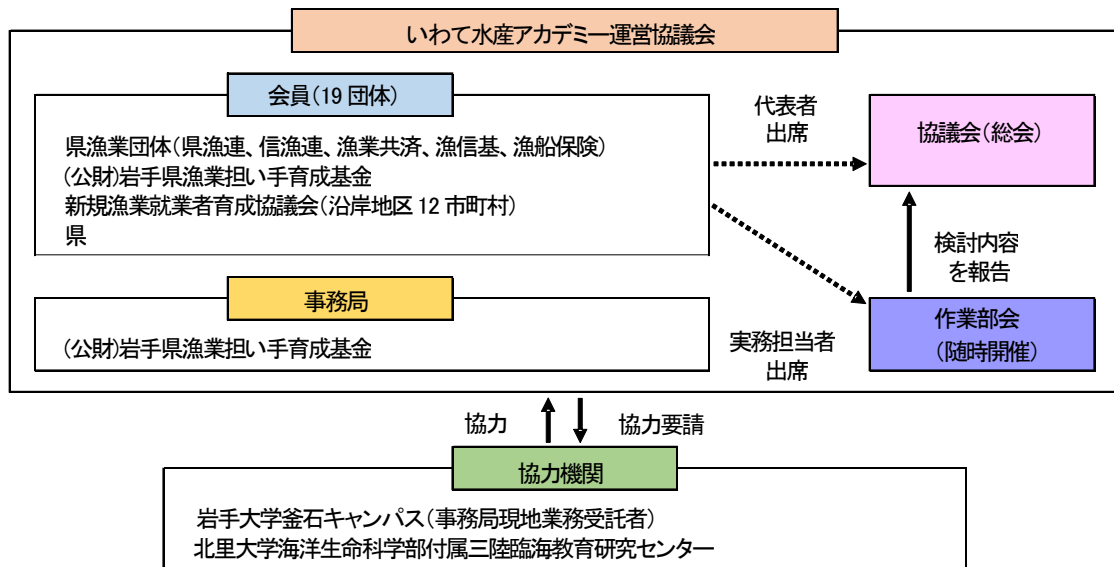 いわて水産アカデミー運営協議会
会員(19団体)
県漁業団体(県漁連、信漁連、漁業共済、漁信基、漁船保険)
(公財)岩手県漁業担い手育成基金
新規漁業就業者育成協議会(沿岸地区12市町村)
県
代表者
出席
協議会(総会)
検討内容
を報告
事務局
(公財)岩手県漁業担い手育成基金
実務担当者
出席
作業部会
(随時開催)
協力
協力要請
協力機関
岩手大学釜石キャンパス(事務局現地業務受託者)
北里大学海洋生命科学部付属三陸臨海教育研究センター